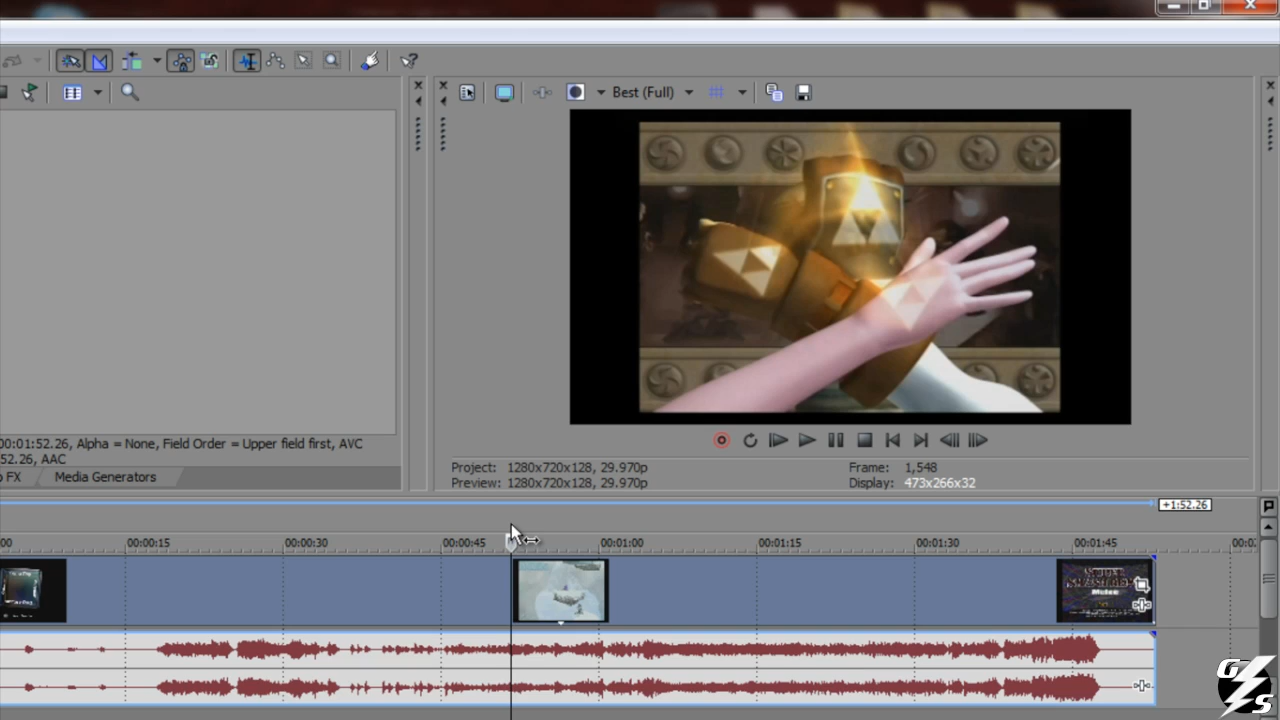 Best (Full)
00:01:52.26, Alpha = None, Field Order = Upper field first, AVC
52.26, AAC
FX
Media Generators
Project: 1280x720x128, 29.970p
Frame: 1,548
Preview: 1280x720x128, 29.970p
Display: 473x266x32
+1:52.26
00:00:15
00:00:30
00:00:45
00:01:00
00:01:15
00:01:30
00:01:45
Melee
G
S